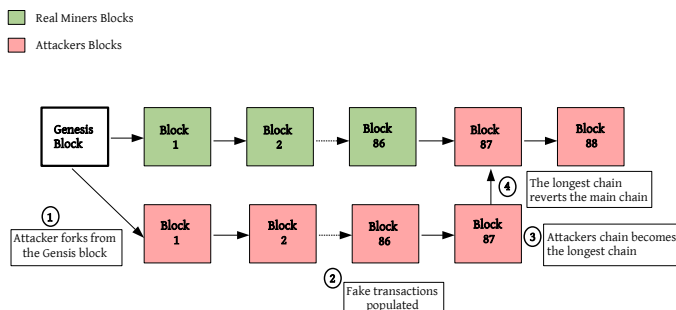 Real Miners Blocks
Attackers Blocks
Genesis
Block
Block
1
Block
2
Block
86
Block
87
Block
88
1
Attacker forks from
the Gensis block
Block
1
Block
2
Block
86
Block
87
4
The longest chain
reverts the main chain
3
Attackers chain becomes
the longest chain
2
Fake transactions
populated